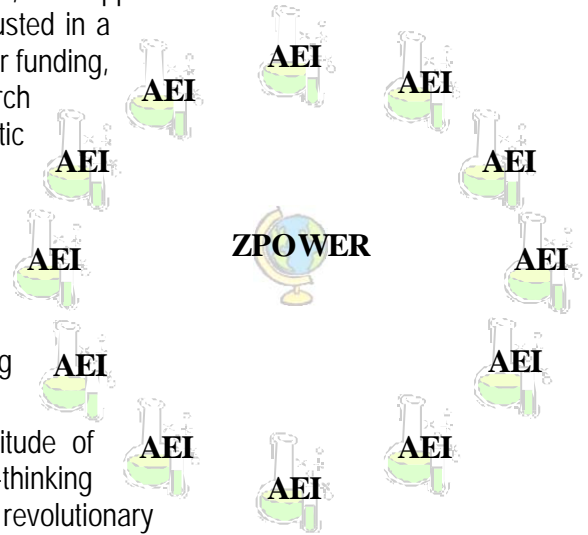 usted in a
r funding,
rch
tic
AEI
AEI
AEI
AEI
AEI
AEI
ZPOWER
AEI
g
AEI
AEI
itude of
-thinking
revolutionary
AEI
AEI
AEI